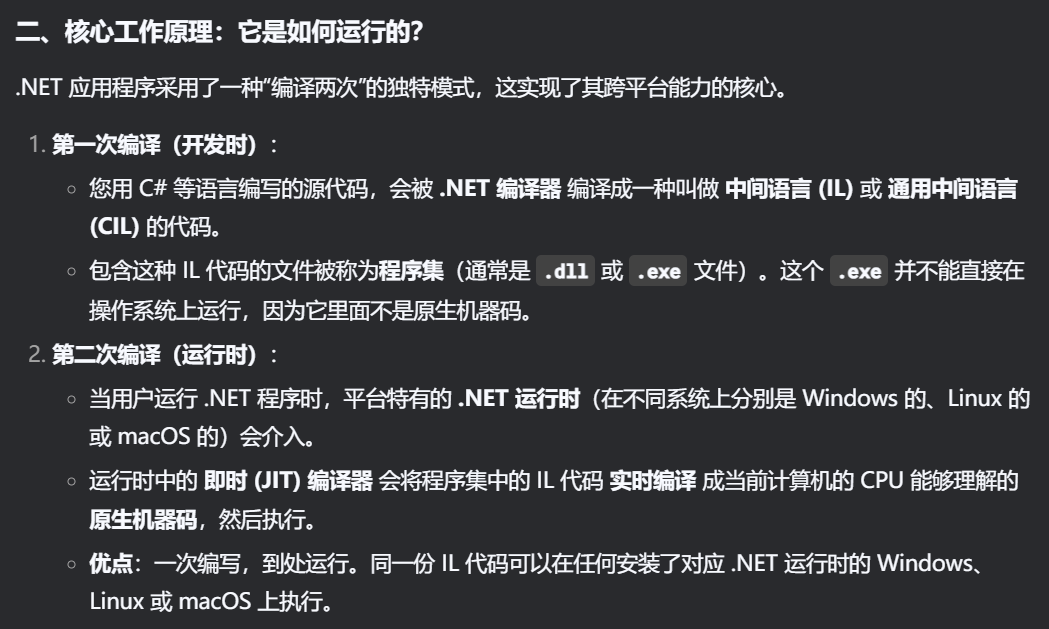 二、核心工作原理：它是如何运行的？
.NET 应用程序采用了一种“编译两次”的独特模式，这实现了其跨平台能力的核心。
1. 第一次编译（开发时）：
○ 您用 C# 等语言编写的源代码，会被 .NET 编译器 编译成一种叫做 中间语言 (IL) 或 通用中间语言
(CIL) 的代码。
○ 包含这种 IL 代码的文件被称为程序集（通常是 .dll 或 .exe 文件）。这个 .exe 并不能直接在
操作系统上运行，因为它里面不是原生机器码。
2. 第二次编译（运行时）：
○ 当用户运行 .NET 程序时，平台特有的 .NET 运行时（在不同系统上分别是 Windows 的、Linux 的
或 macOS 的）会介入。
○ 运行时中的 即时 (JIT) 编译器 会将程序集中的 IL 代码 实时编译 成当前计算机的 CPU 能够理解的
原生机器码，然后执行。
○ 优点：一次编写，到处运行。同一份 IL 代码可以在任何安装了对应 .NET 运行时的 Windows、
Linux 或 macOS 上执行。